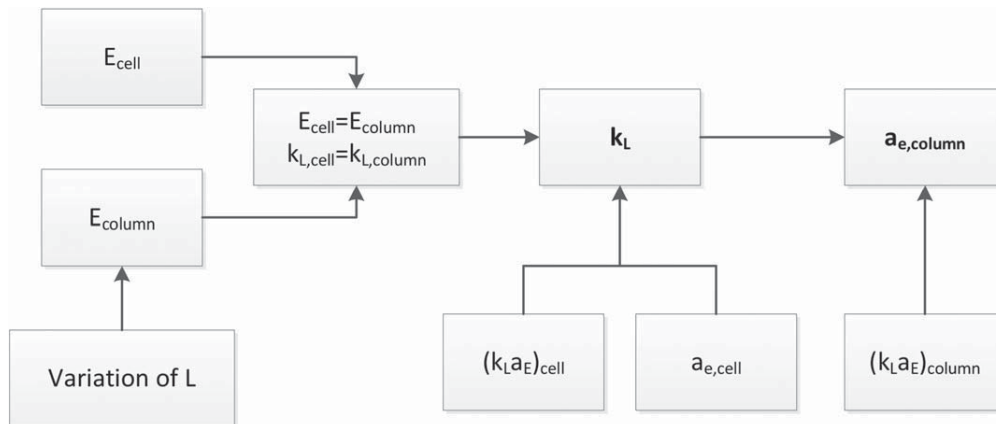 E_cell
E_cell=E_column
k_L,cell=k_L,column
k_L
a_e,column
E_column
Variation of L
(k_La_E)_cell
a_e,cell
(k_La_E)_column